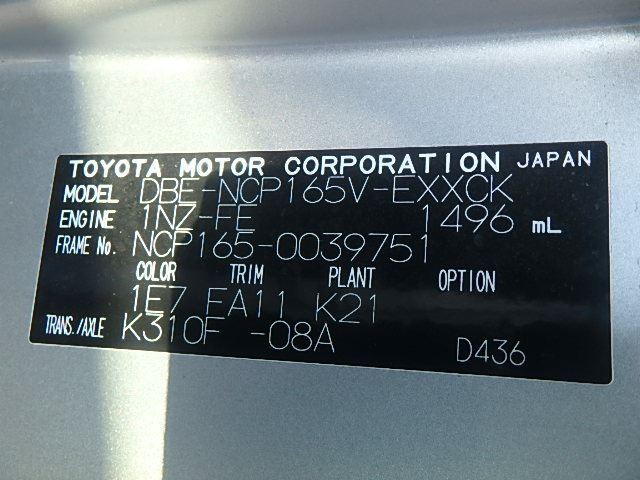 TOYOTA MOTOR CORPORATION JAPAN
MODEL DBE-NCP165V-EXXCK
ENGINE 1NZ-FE 1496 mL
FRAME No. NCP165-0039751
COLOR TRIM PLANT OPTION
1E7 FA11 K21
TRANS./AXLE K310F -08A
D436